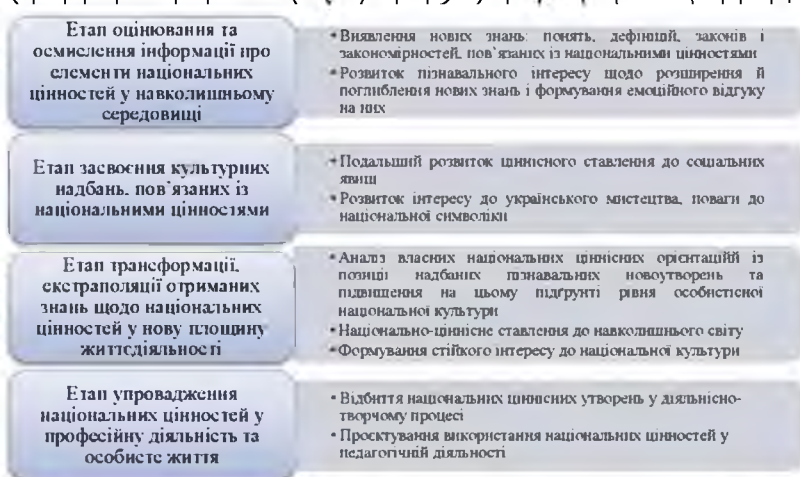 Етап оцінювання та
осмислення інформації про
елементи національних
цінностей у навколишньому
середовищі
• Виявлення нових знань: понять, дефініцій, законів і
закономірностей, пов'язаних із національними цінностями
• Розвиток пізнавального інтересу щодо розширення й
поглиблення нових знань і формування емоційного відгуку
на них
Етап засвоєння культурних
надбань, пов'язаних із
національними цінностями
• Подальший розвиток ціннісного ставлення до соціальних
явищ
• Розвиток інтересу до українського мистецтва, поваги до
національної символіки
Етап трансформації,
екстраполяції отриманих
знань щодо національних
цінностей у нову площину
життєдіяльності
• Аналіз власних національних ціннісних орієнтаційй із
позиції надбаних пізнавальних новоутворень та
підвищення на цьому підґрунті рівня особистісної
національної культури
• Національно-ціннісне ставлення до навколишнього світу
• Формування стійкого інтересу до національної культури
Етап упровадження
національних цінностей у
професійну діяльність та
особисте життя
• Відбиття національних ціннісних утворень у діяльнісно-
творчому процесі
• Проєктування використання національних цінностей у
педагогічній діяльності